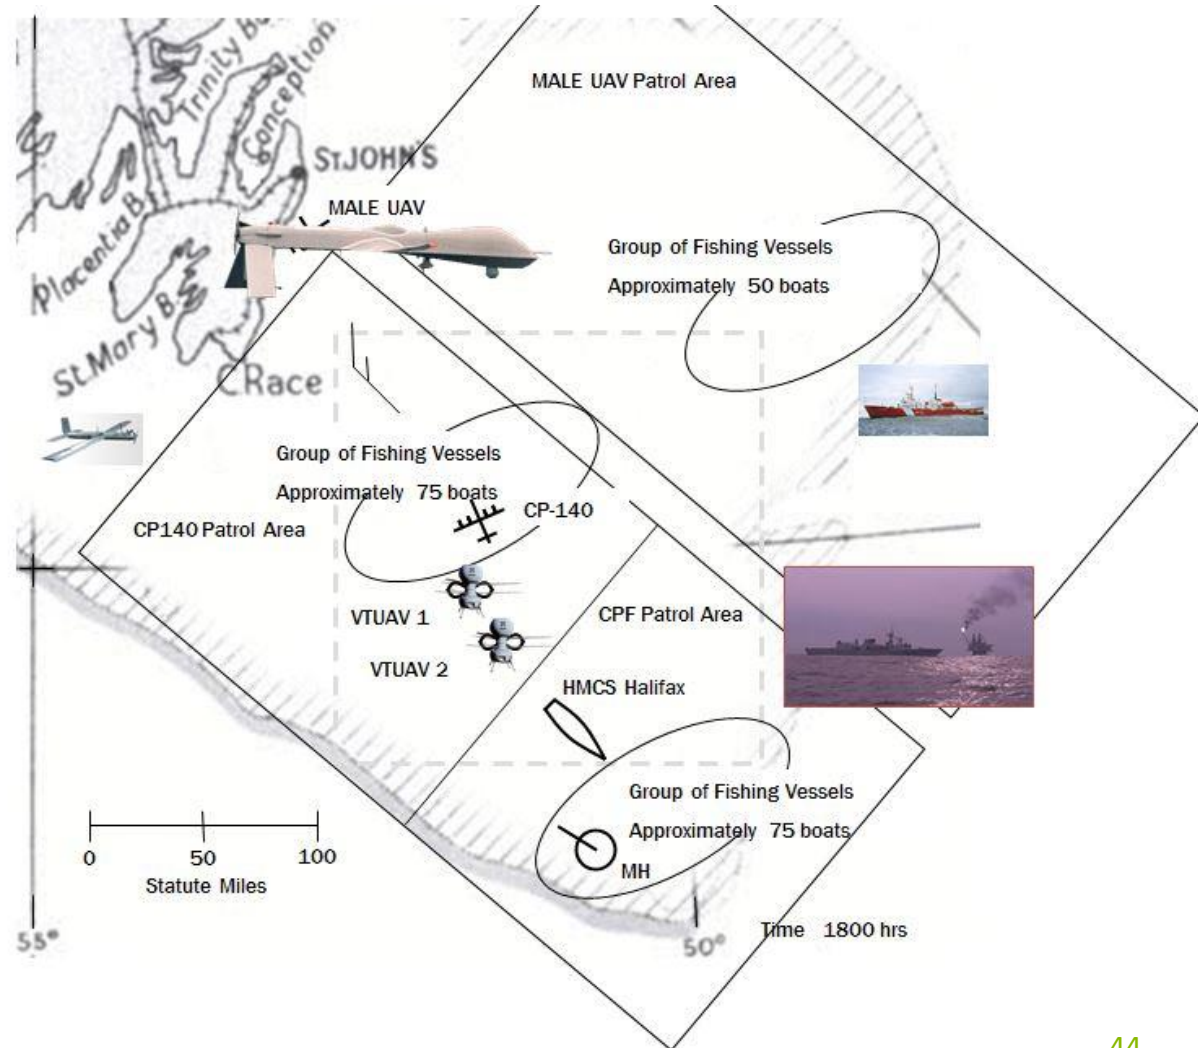 Trinity B
Conception
MALE UAV Patrol Area
ST.JOHN'S
Placentia B.
MALE UAV
Group of Fishing Vessels
Approximately 50 boats
St.Mary B.
C Race
Group of Fishing Vessels
Approximately 75 boats
CP-140
CP140 Patrol Area
VTUAV 1
CPF Patrol Area
VTUAV 2
HMCS Halifax
Group of Fishing Vessels
Approximately 75 boats
MH
0 50 100
Statute Miles
Time 1800 hrs
55°
50°
44